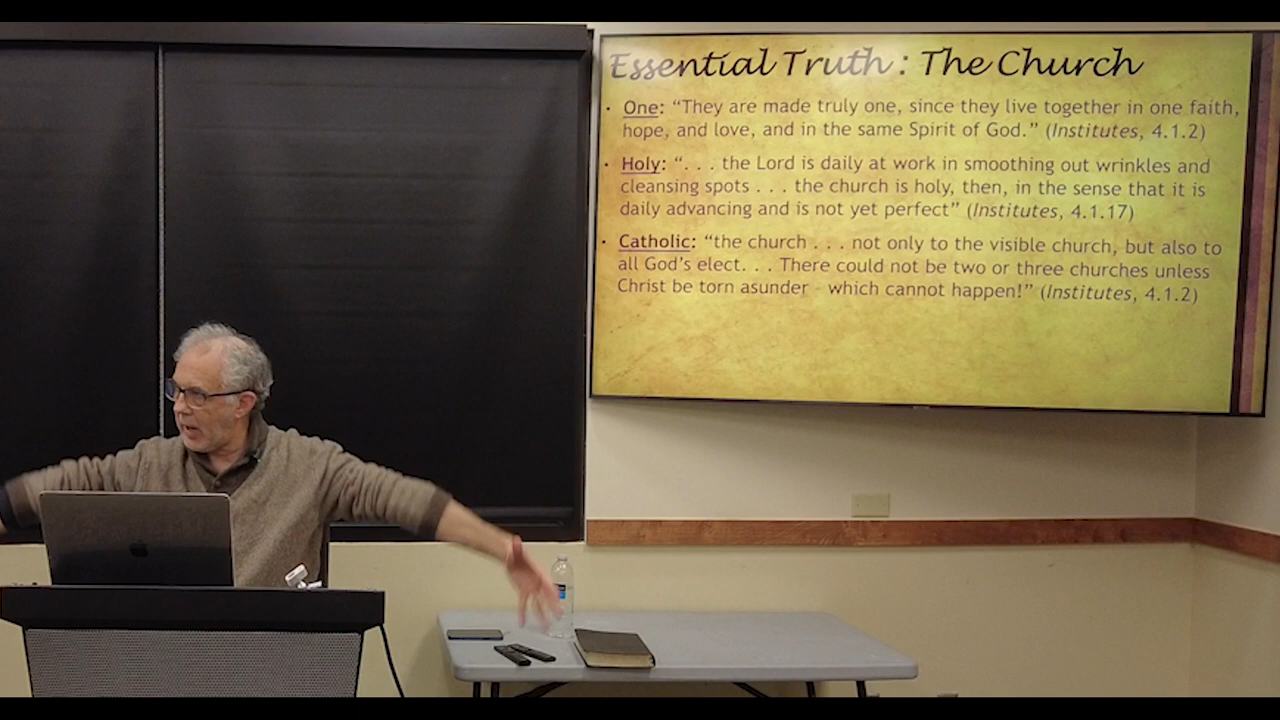 Essential Truth : The Church
· One: “They are made truly one, since they live together in one faith,
hope, and love, and in the same Spirit of God.” (Institutes, 4.1.2)
· Holy: “. . . the Lord is daily at work in smoothing out wrinkles and
cleansing spots . . . the church is holy, then, in the sense that it is
daily advancing and is not yet perfect” (Institutes, 4.1.17)
· Catholic: “the church . . . not only to the visible church, but also to
all God’s elect. . . There could not be two or three churches unless
Christ be torn asunder – which cannot happen!” (Institutes, 4.1.2)